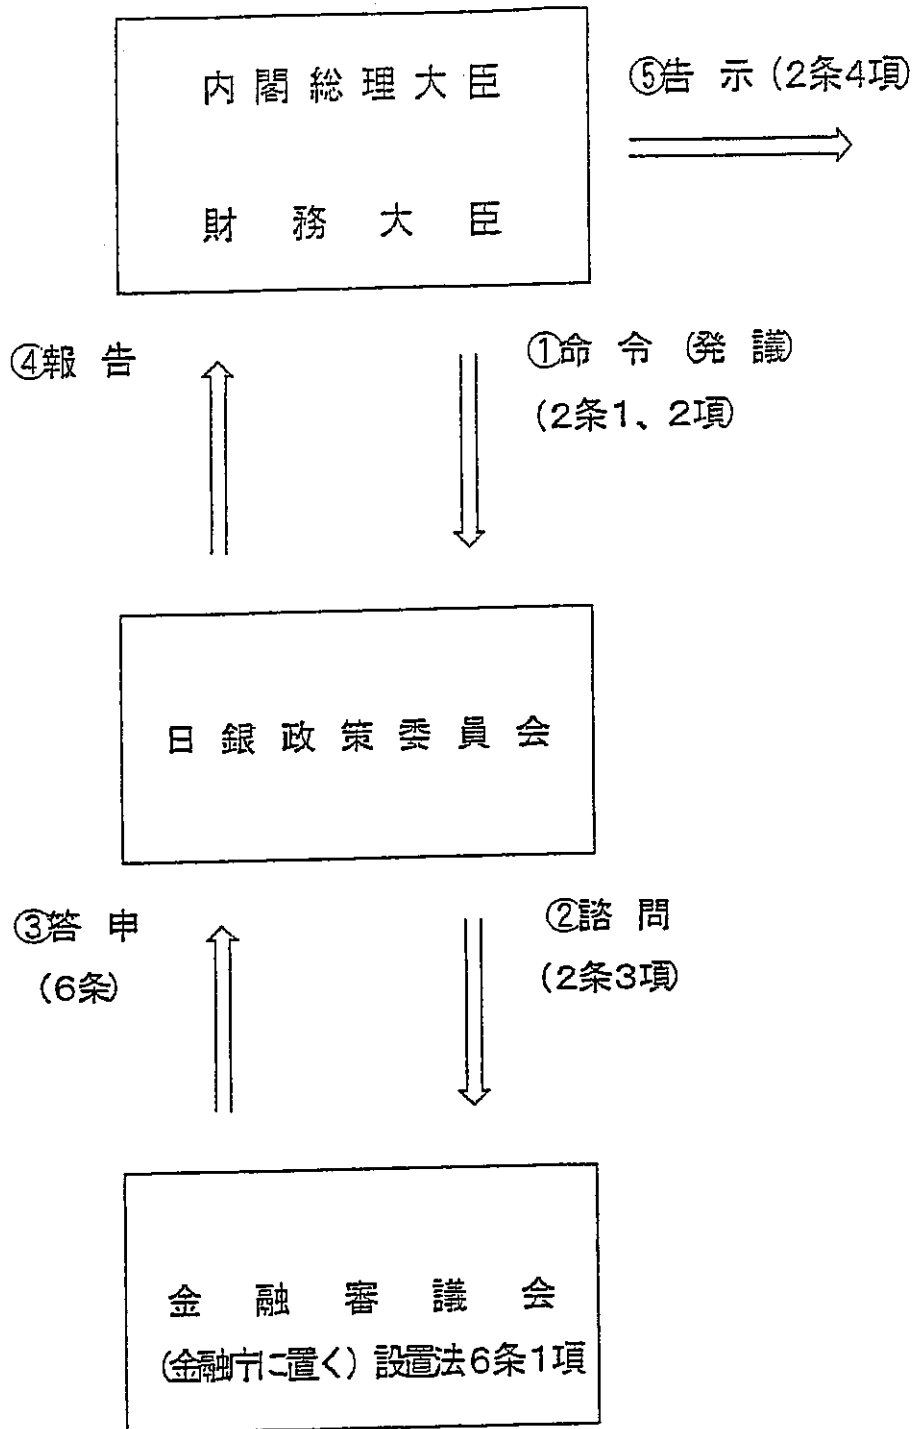 内閣総理大臣
⑤告示(2条4項)
財務大臣
④報告
①命令(発議)
(2条1、2項)
日銀政策委員会
③答申
(6条)
②諮問
(2条3項)
金融審議会
(金融庁に置く)設置法6条1項